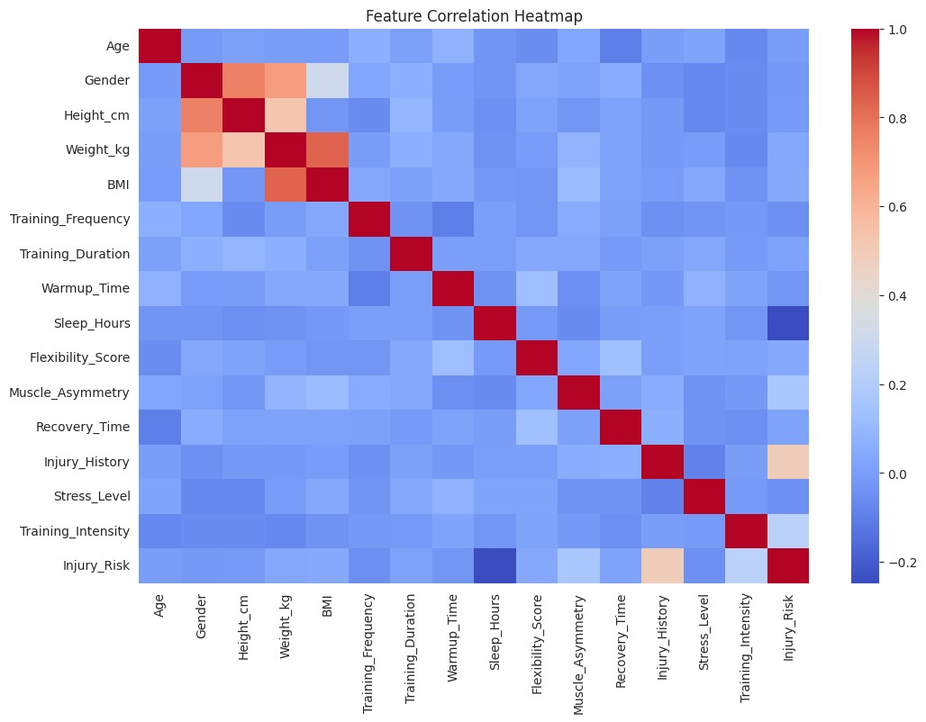 Feature Correlation Heatmap
Age
Gender
Height_cm
Weight_kg
BMI
Training_Frequency
Training_Duration
Warmup_Time
Sleep_Hours
Flexibility_Score
Muscle_Asymmetry
Recovery_Time
Injury_History
Stress_Level
Training_Intensity
Injury_Risk
Age
Gender
Height_cm
Weight_kg
BMI
Training_Frequency
Training_Duration
Warmup_Time
Sleep_Hours
Flexibility_Score
Muscle_Asymmetry
Recovery_Time
Injury_History
Stress_Level
Training_Intensity
Injury_Risk
1.0
0.8
0.6
0.4
0.2
0.0
−0.2